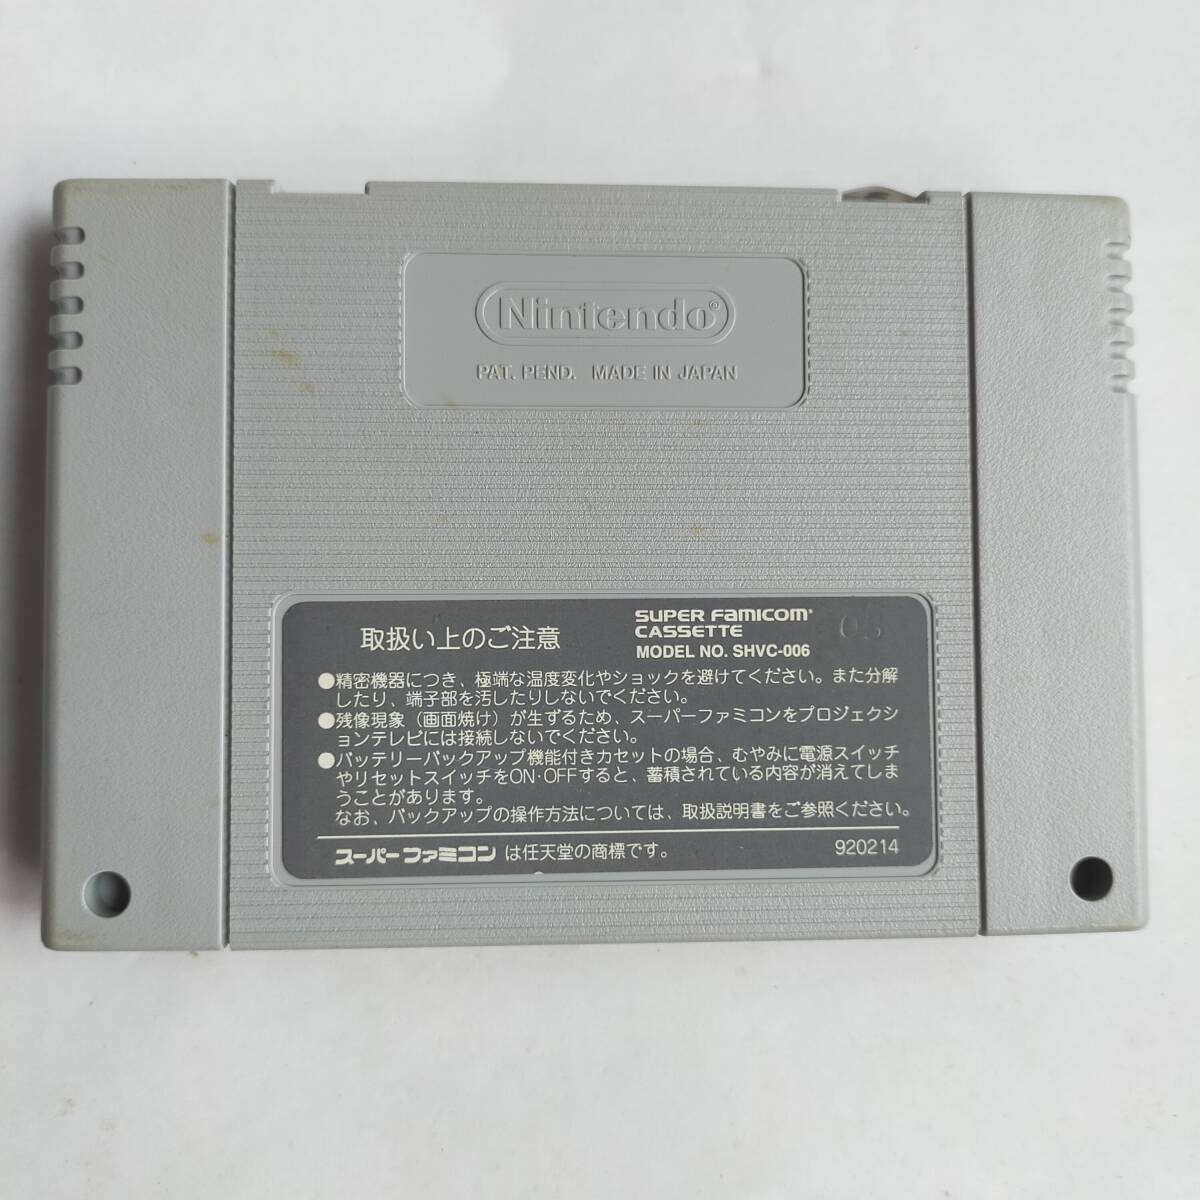 Nintendo®
PAT. PEND. MADE IN JAPAN
取扱い上のご注意
SUPER FAMICOM
CASSETTE
MODEL NO. SHVC-006
●精密機器につき、極端な温度変化やショックを避けてください。また分解
したり、端子部を汚したりしないでください。
●残像現象（画面焼け）が生ずるため、スーパーファミコンをプロジェクシ
ョンテレビには接続しないでください。
●バッテリーバックアップ機能付きカセットの場合、むやみに電源スイッチ
やリセットスイッチをON·OFFすると、蓄積されている内容が消えてしま
うことがあります。
なお、バックアップの操作方法については、取扱説明書をご参照ください。
スーパーファミコン は任天堂の商標です。
920214